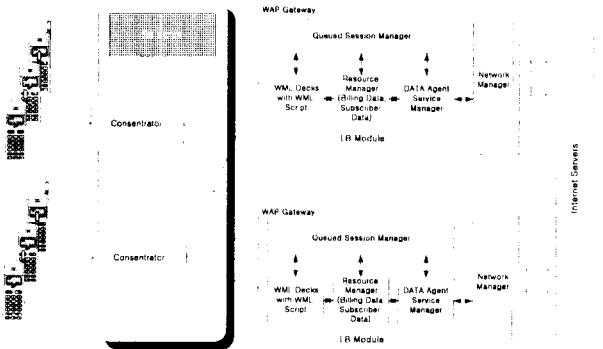 WAP Gateway
Queued Session Manager
WML Decks
with WML
Script
Resource
Manager
(Billing Data,
Subscriber
Data)
DATA Agent
Service
Manager
Network
Manager
LB Module
Consentrator
Internet Servers
WAP Gateway
Queued Session Manager
WML Decks
with WML
Script
Resource
Manager
(Billing Data
Subscriber
Data)
DATA Agent
Service
Manager
Network
Manager
LB Module
Consentrator